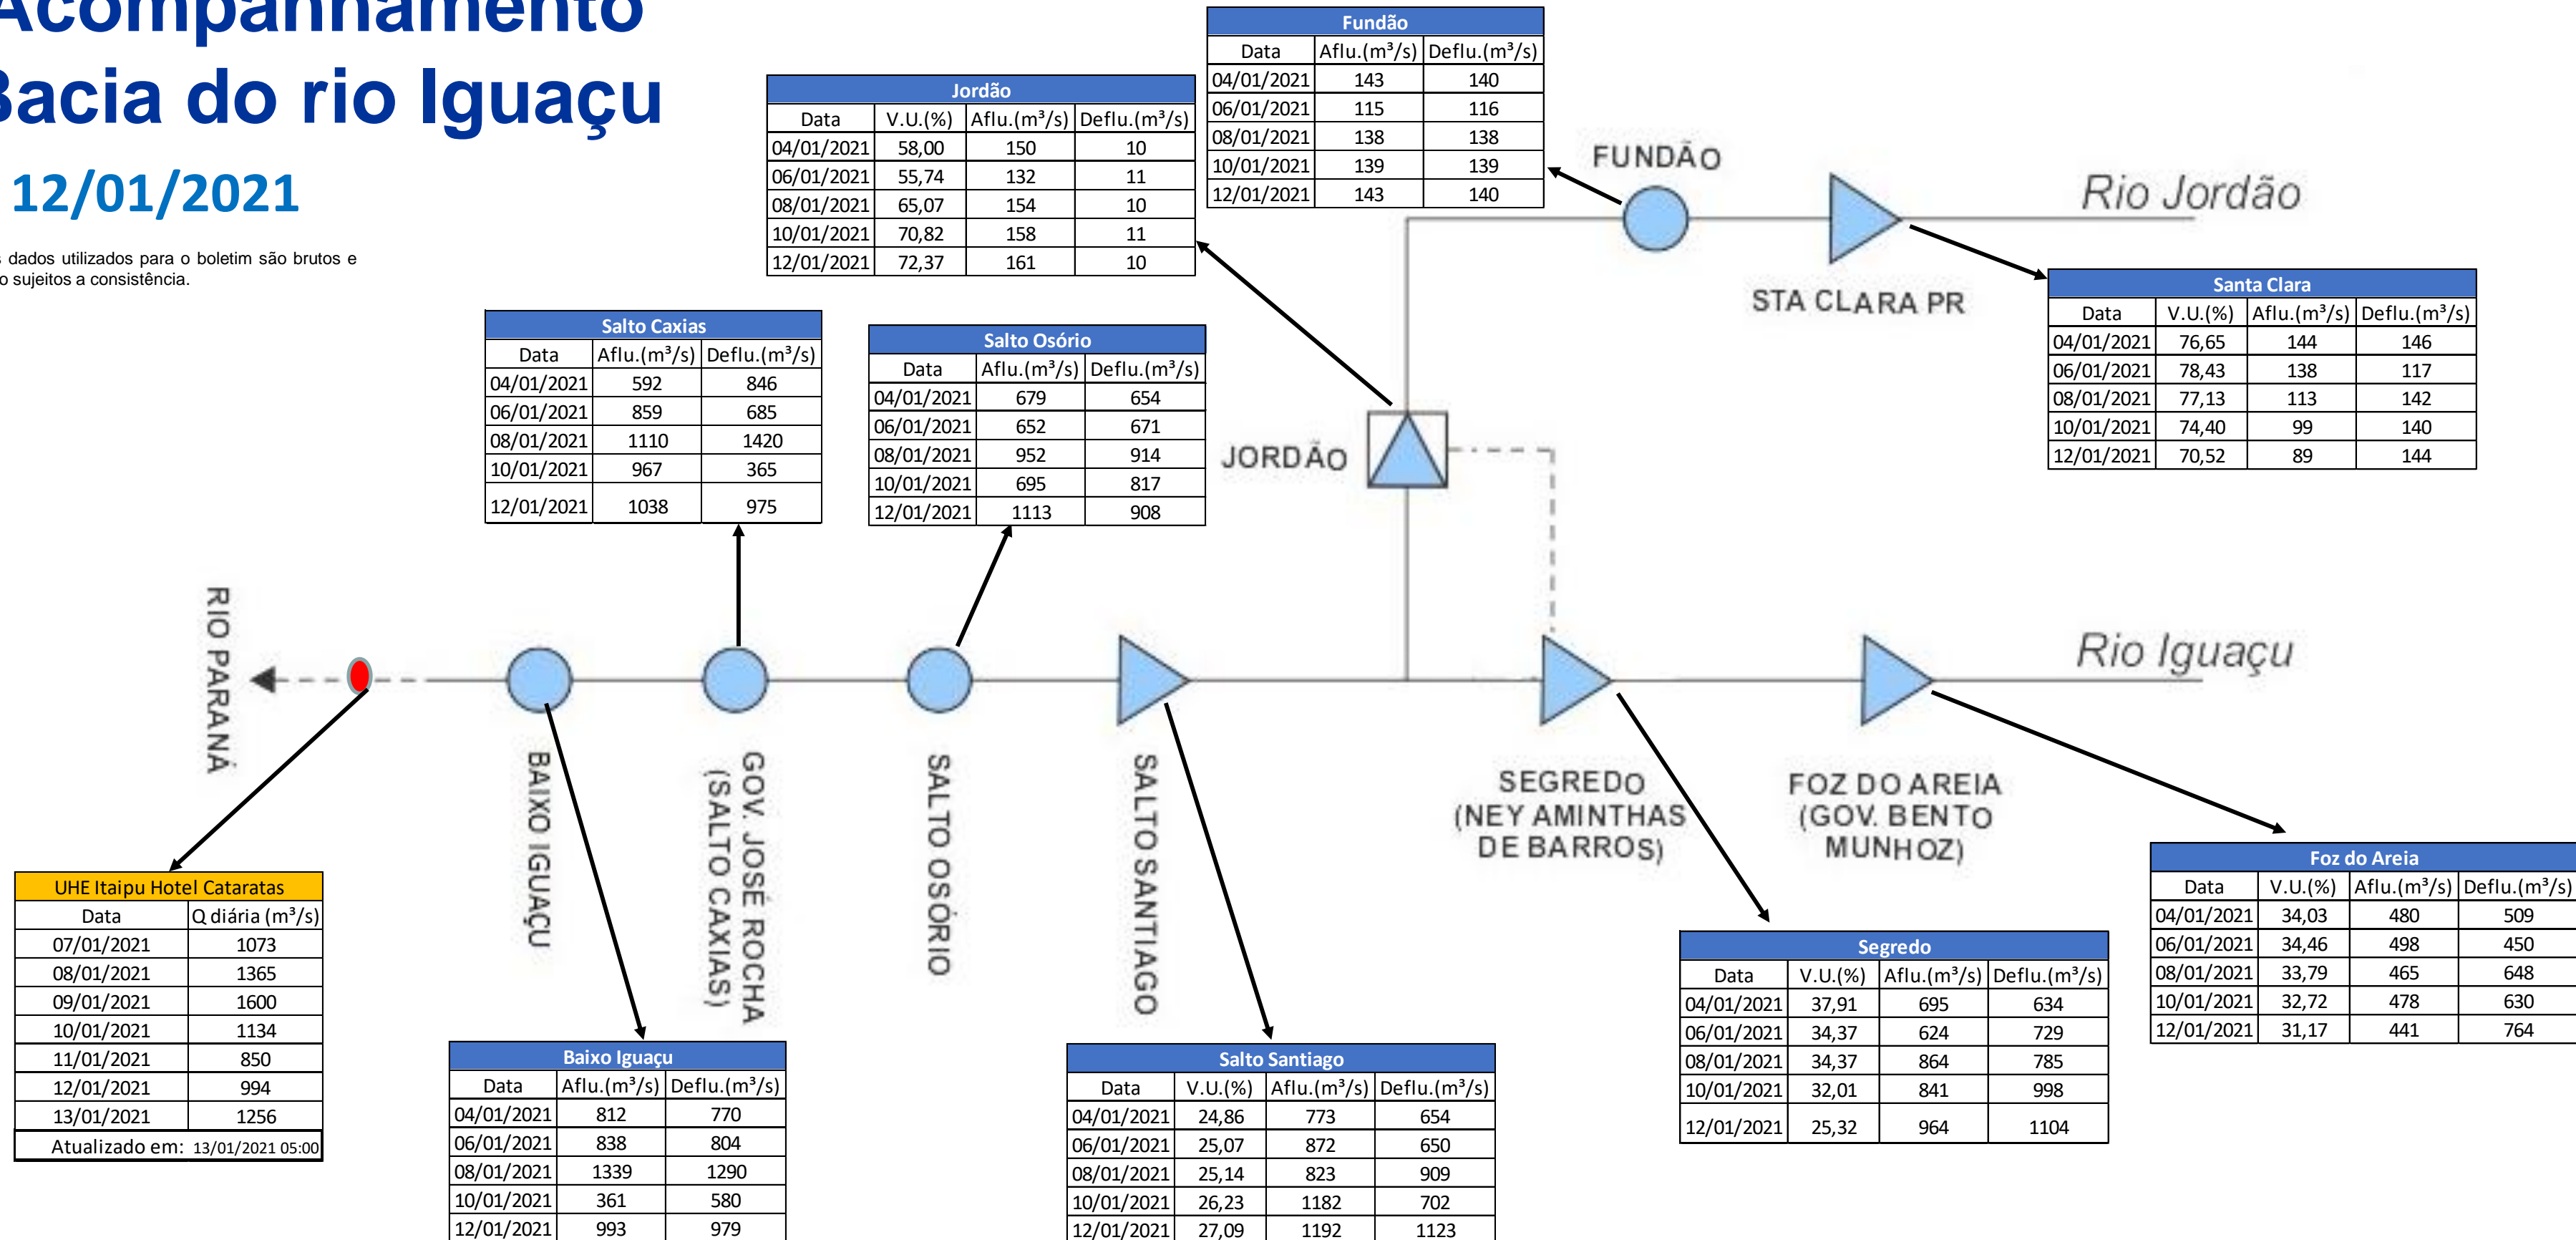 Acompanhamento
Bacia do rio Iguaçu
12/01/2021
s dados utilizados para o boletim são brutos e
o sujeitos a consistência.
Fundão
Data Aflu.(m³/s) Deflu.(m³/s)
04/01/2021 143 140
06/01/2021 115 116
08/01/2021 138 138
10/01/2021 139 139
12/01/2021 143 140
Jordão
Data V.U.(%) Aflu.(m³/s) Deflu.(m³/s)
04/01/2021 58,00 150 10
06/01/2021 55,74 132 11
08/01/2021 65,07 154 10
10/01/2021 70,82 158 11
12/01/2021 72,37 161 10
FUNDÃO
Rio Jordão
STA CLARA PR
Santa Clara
Data V.U.(%) Aflu.(m³/s) Deflu.(m³/s)
04/01/2021 76,65 144 146
06/01/2021 78,43 138 117
08/01/2021 77,13 113 142
10/01/2021 74,40 99 140
12/01/2021 70,52 89 144
Salto Caxias
Data Aflu.(m³/s) Deflu.(m³/s)
04/01/2021 592 846
06/01/2021 859 685
08/01/2021 1110 1420
10/01/2021 967 365
12/01/2021 1038 975
Salto Osório
Data Aflu.(m³/s) Deflu.(m³/s)
04/01/2021 679 654
06/01/2021 652 671
08/01/2021 952 914
10/01/2021 695 817
12/01/2021 1113 908
JORDÃO
RIO PARANÁ
Rio Iguaçu
BAIXO IGUAÇU
GOV. JOSÉ ROCHA
(SALTO CAXIAS)
SALTO OSÓRIO
SALTO SANTIAGO
SEGREDO
(NEY AMINTHAS
DE BARROS)
FOZ DO AREIA
(GOV. BENTO
MUNHOZ)
UHE Itaipu Hotel Cataratas
Data Q diária (m³/s)
07/01/2021 1073
08/01/2021 1365
09/01/2021 1600
10/01/2021 1134
11/01/2021 850
12/01/2021 994
13/01/2021 1256
Atualizado em: 13/01/2021 05:00
Baixo Iguaçu
Data Aflu.(m³/s) Deflu.(m³/s)
04/01/2021 812 770
06/01/2021 838 804
08/01/2021 1339 1290
10/01/2021 361 580
12/01/2021 993 979
Salto Santiago
Data V.U.(%) Aflu.(m³/s) Deflu.(m³/s)
04/01/2021 24,86 773 654
06/01/2021 25,07 872 650
08/01/2021 25,14 823 909
10/01/2021 26,23 1182 702
12/01/2021 27,09 1192 1123
Segredo
Data V.U.(%) Aflu.(m³/s) Deflu.(m³/s)
04/01/2021 37,91 695 634
06/01/2021 34,37 624 729
08/01/2021 34,37 864 785
10/01/2021 32,01 841 998
12/01/2021 25,32 964 1104
Foz do Areia
Data V.U.(%) Aflu.(m³/s) Deflu.(m³/s)
04/01/2021 34,03 480 509
06/01/2021 34,46 498 450
08/01/2021 33,79 465 648
10/01/2021 32,72 478 630
12/01/2021 31,17 441 764